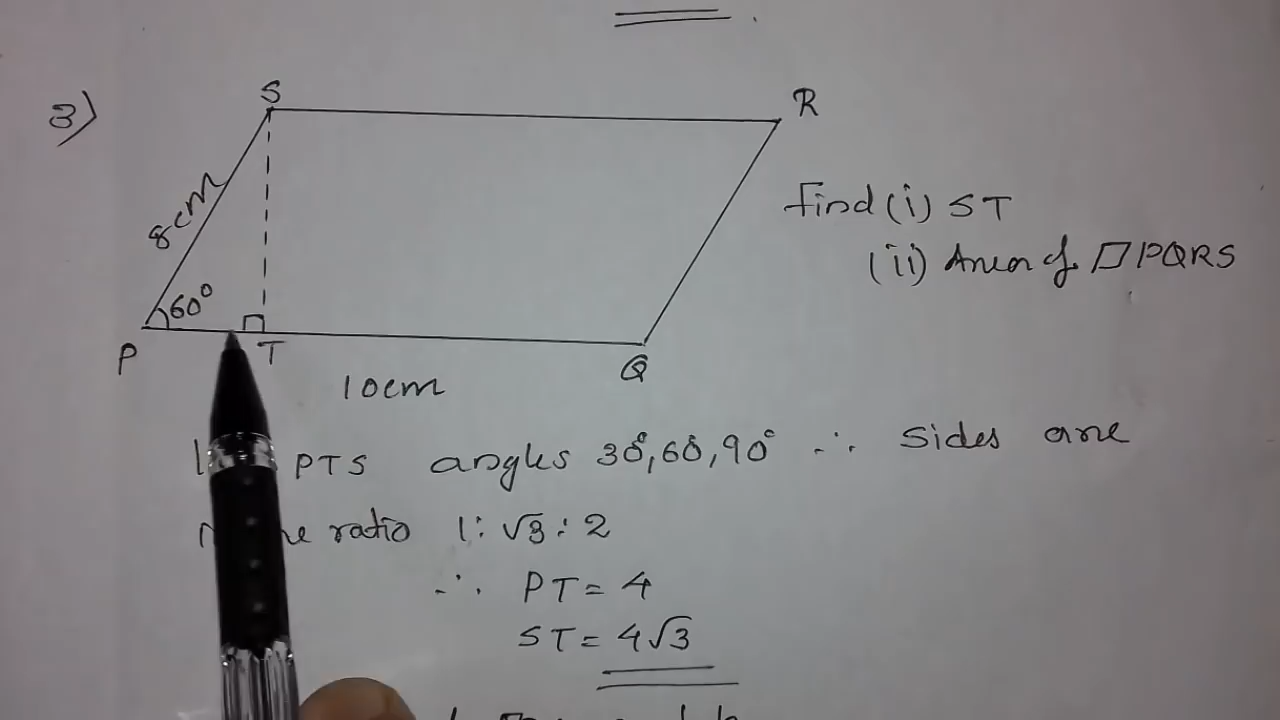 3)
S
R
8cm
60°
P
T
Q
10cm
Find (i) ST
(ii) Area of ▱PQRS
PTS angles 30°, 60°, 90° ∴ sides are
ratio 1 : √3 : 2
∴ PT = 4
ST = 4√3